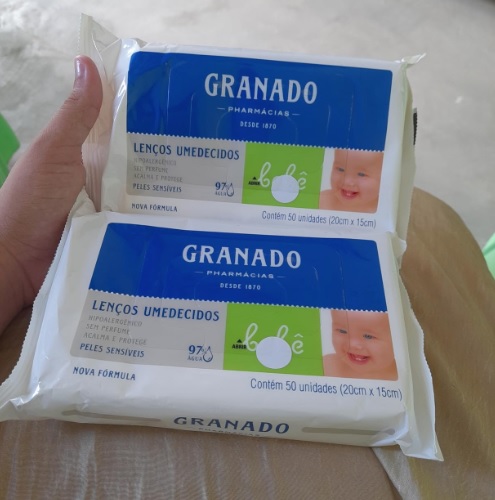 GRANADO
PHARMÁCIAS
DESDE 1870
LENÇOS UMEDECIDOS
HIPOALERGÊNICO
SEM PERFUME
ACALMA E PROTEGE
PELES SENSÍVEIS
97%
ÁGUA
ABRIR
bebê
NOVA FÓRMULA
Contém 50 unidades (20cm x 15cm)
GRANADO
PHARMÁCIAS
DESDE 1870
LENÇOS UMEDECIDOS
HIPOALERGÊNICO
SEM PERFUME
ACALMA E PROTEGE
PELES SENSÍVEIS
97%
ÁGUA
ABRIR
bebê
NOVA FÓRMULA
Contém 50 unidades (20cm x 15cm)
GRANADO